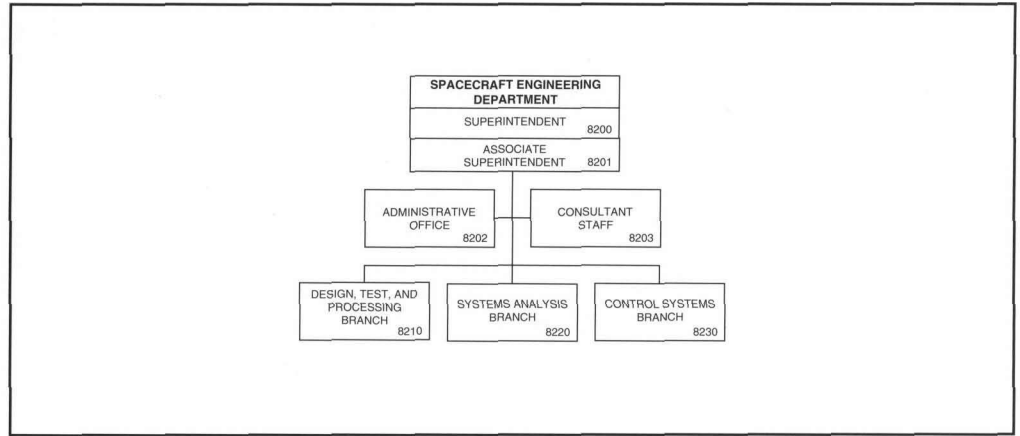 SPACECRAFT ENGINEERING
DEPARTMENT
SUPERINTENDENT
8200
ASSOCIATE
SUPERINTENDENT
8201
ADMINISTRATIVE
OFFICE
8202
CONSULTANT
STAFF
8203
DESIGN, TEST, AND
PROCESSING
BRANCH
8210
SYSTEMS ANALYSIS
BRANCH
8220
CONTROL SYSTEMS
BRANCH
8230